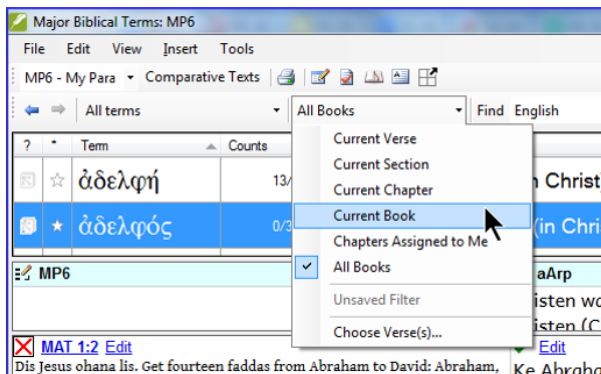 Major Biblical Terms: MP6
File Edit View Insert Tools
MP6 - My Para Comparative Texts
All terms All Books Find English
? * Term Counts
Current Verse
Current Section
Current Chapter
Current Book
Chapters Assigned to Me
All Books
Unsaved Filter
Choose Verse(s)...
ἀδελφή 13/ n Christ
ἀδελφός 0/3 (in Chri
MP6 aArp
isten wo
isten (C
MAT 1:2 Edit Edit
Dis Jesus ohana lis. Get fourteen faddas from Abraham to David: Abraham, Ke Abraha